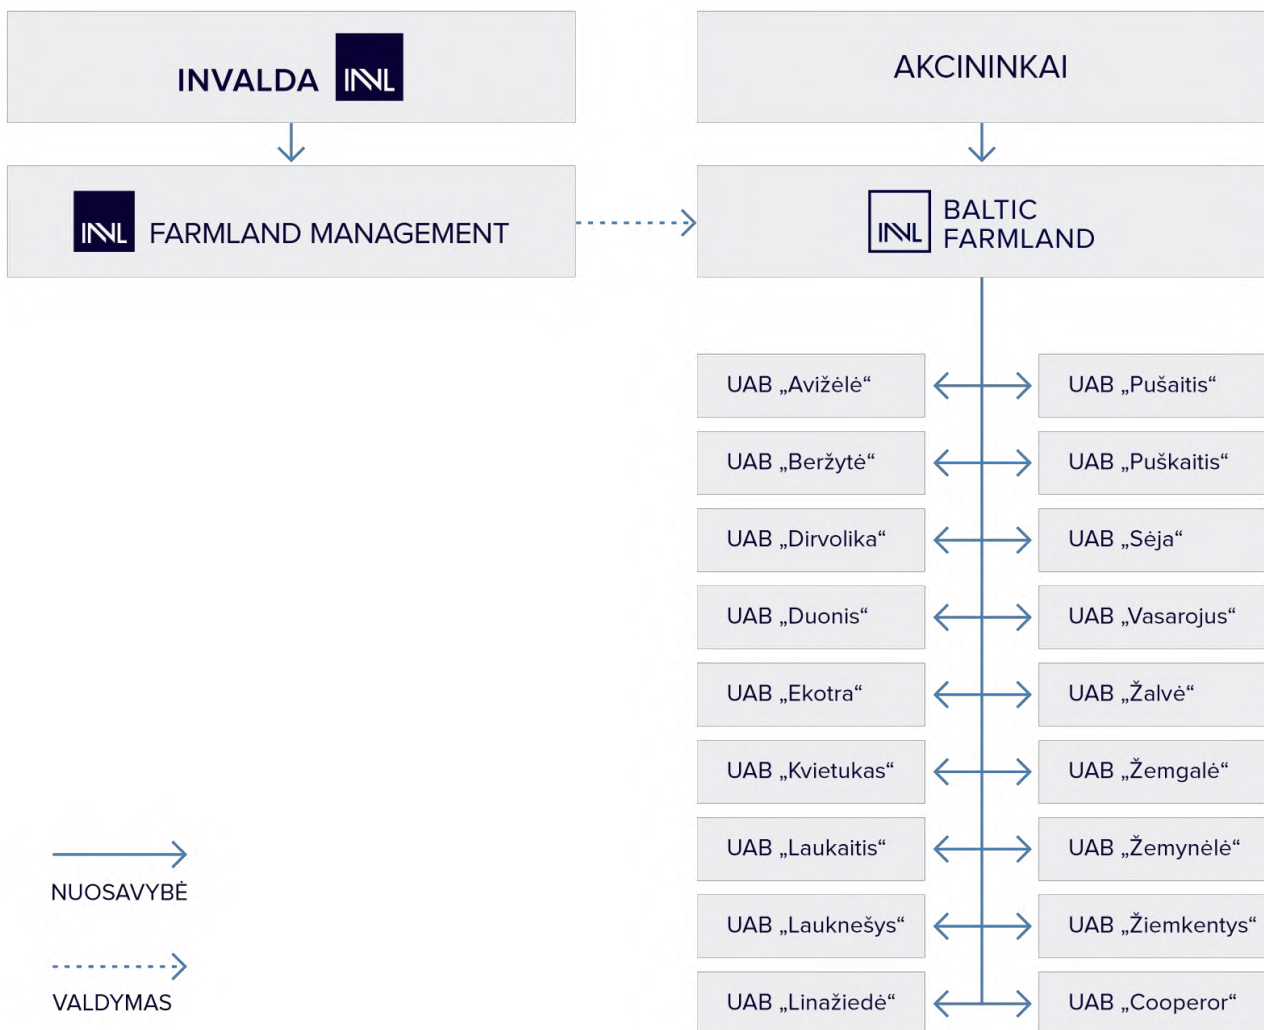 INVALDA INVL
AKCININKAI
INVL FARMLAND MANAGEMENT
INVL BALTIC
FARMLAND
UAB „Avižėlė“
UAB „Pušaitis“
UAB „Beržytė“
UAB „Puškaitis“
UAB „Dirvolika“
UAB „Sėja“
UAB „Duonis“
UAB „Vasarojus“
UAB „Ekotra“
UAB „Žalvė“
UAB „Kvietukas“
UAB „Žemgalė“
UAB „Laukaitis“
UAB „Žemynėlė“
UAB „Lauknešys“
UAB „Žiemkentys“
UAB „Linažiedė“
UAB „Cooperor“
NUOSAVYBĖ
VALDYMAS